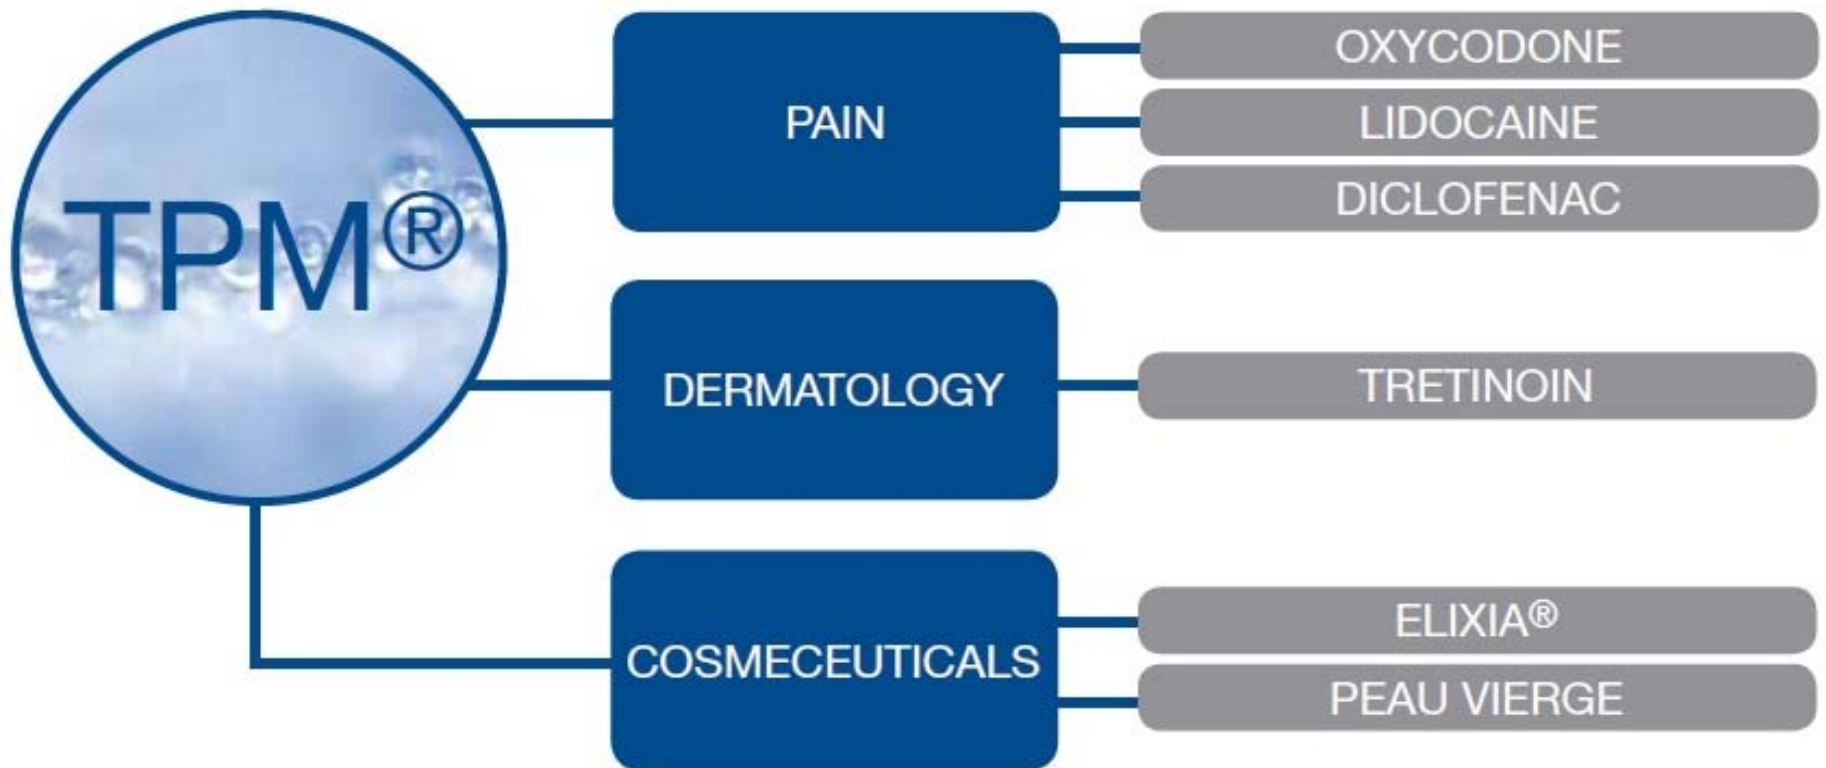 TPM®
PAIN
OXYCODONE
LIDOCAINE
DICLOFENAC
DERMATOLOGY
TRETINOIN
COSMECEUTICALS
ELIXIA®
PEAU VIERGE